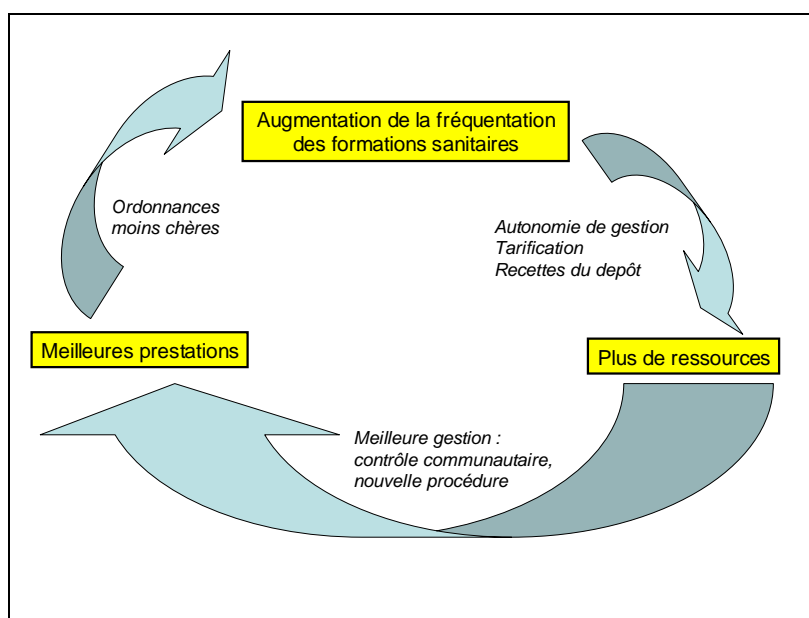 Augmentation de la fréquentation
des formations sanitaires
Ordonnances
moins chères
Autonomie de gestion
Tarification
Recettes du depôt
Meilleures prestations
Plus de ressources
Meilleure gestion :
contrôle communautaire,
nouvelle procédure